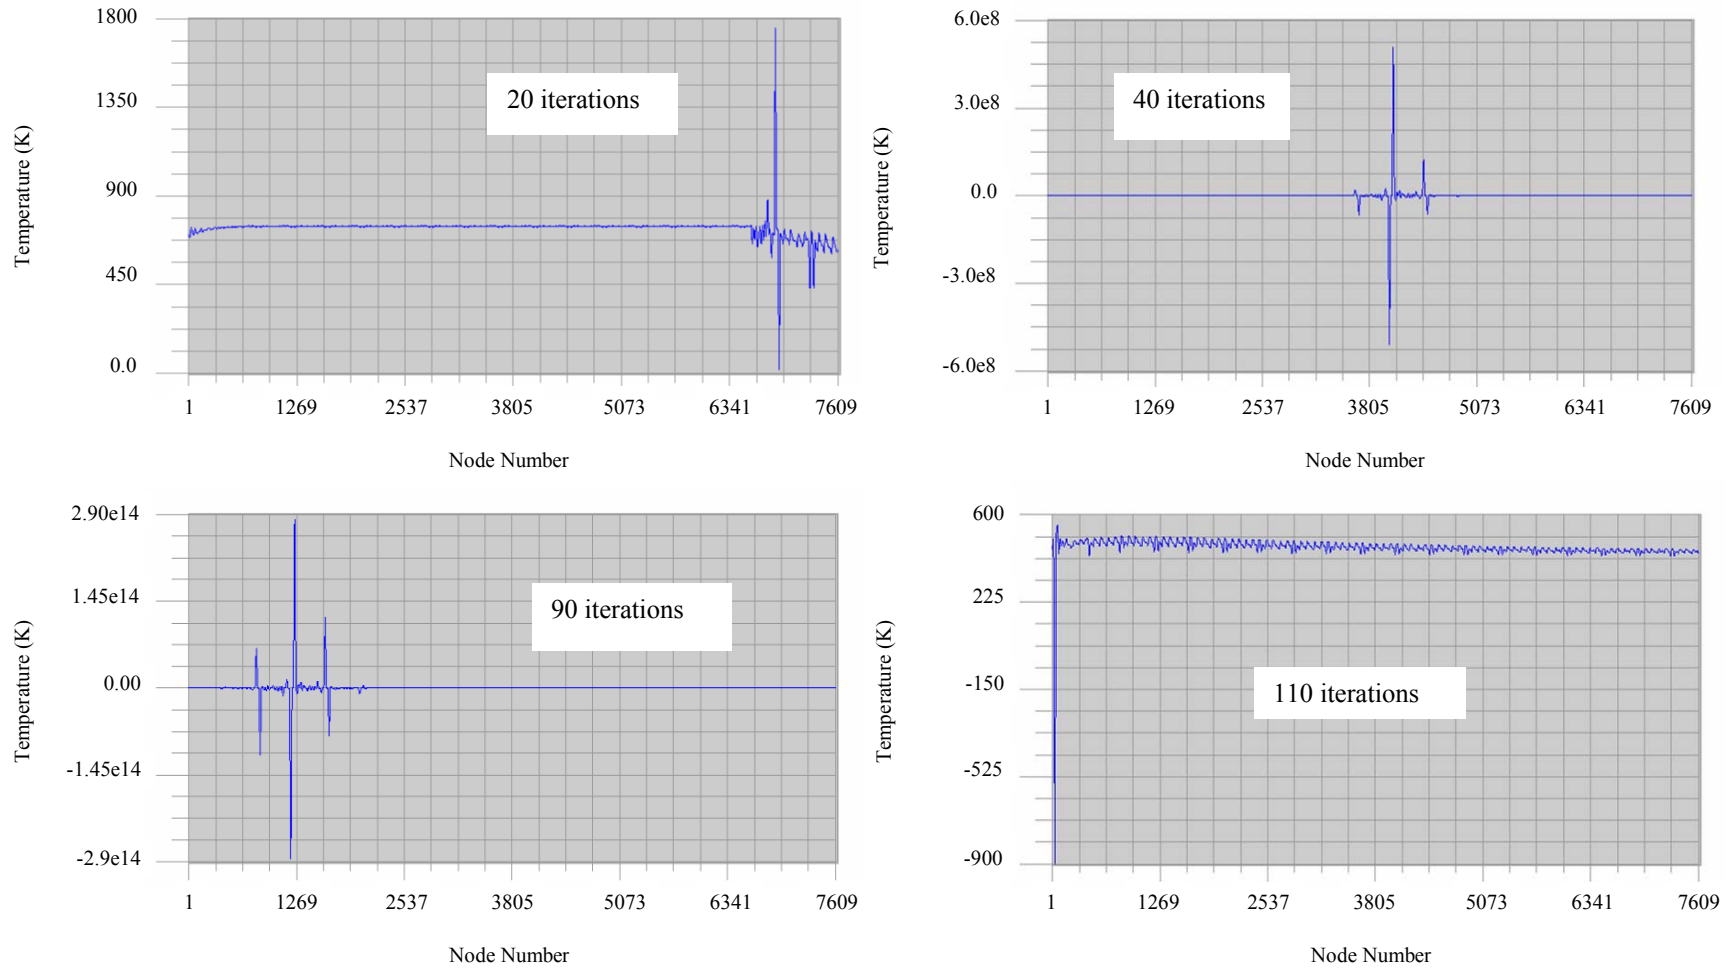 1800
1350
900
450
0.0
Temperature (K)
20 iterations
1 1269 2537 3805 5073 6341 7609
Node Number
6.0e8
3.0e8
0.0
-3.0e8
-6.0e8
Temperature (K)
40 iterations
1 1269 2537 3805 5073 6341 7609
Node Number
2.90e14
1.45e14
0.00
-1.45e14
-2.9e14
Temperature (K)
90 iterations
1 1269 2537 3805 5073 6341 7609
Node Number
600
225
-150
-525
-900
Temperature (K)
110 iterations
1 1269 2537 3805 5073 6341 7609
Node Number